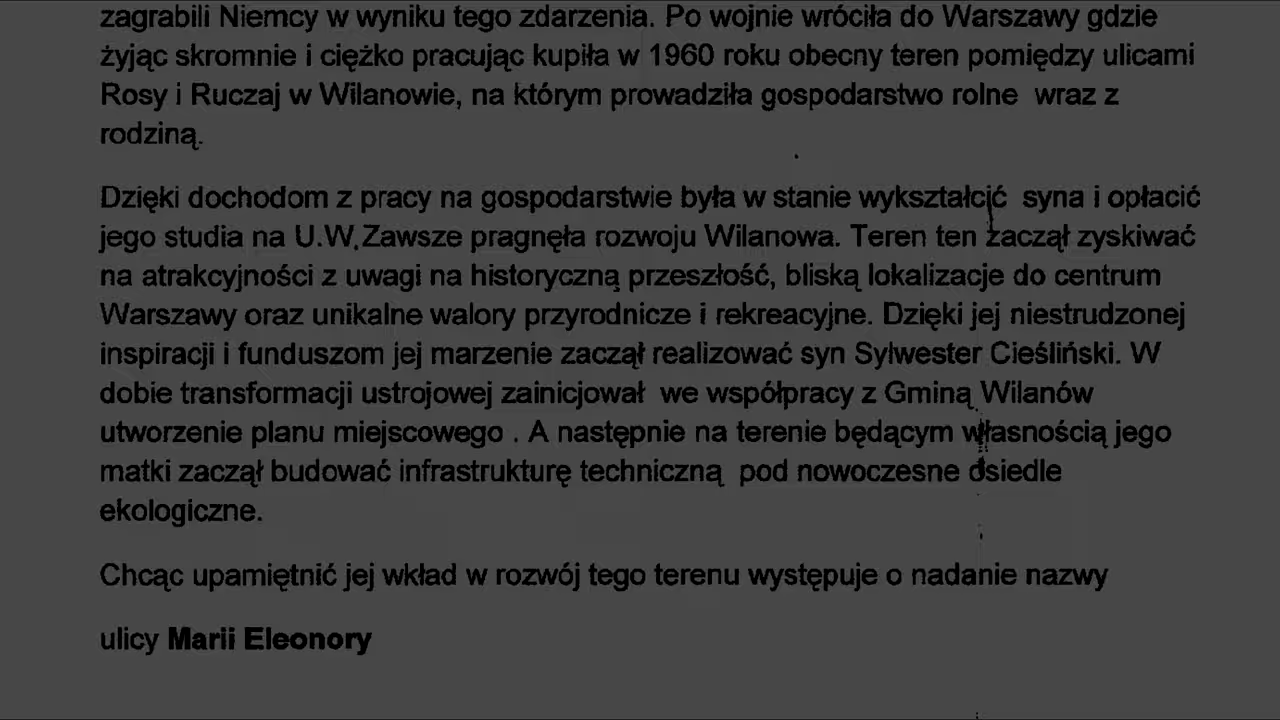 zagrabili Niemcy w wyniku tego zdarzenia. Po wojnie wróciła do Warszawy gdzie
żyjąc skromnie i ciężko pracując kupiła w 1960 roku obecny teren pomiędzy ulicami
Rosy i Ruczaj w Wilanowie, na którym prowadziła gospodarstwo rolne wraz z
rodziną.
Dzięki dochodom z pracy na gospodarstwie była w stanie wykształcić syna i opłacić
jego studia na U.W,Zawsze pragnęła rozwoju Wilanowa. Teren ten zaczął zyskiwać
na atrakcyjności z uwagi na historyczną przeszłość, bliską lokalizacje do centrum
Warszawy oraz unikalne walory przyrodnicze i rekreacyjne. Dzięki jej niestrudzonej
inspiracji i funduszom jej marzenie zaczął realizować syn Sylwester Cieśliński. W
dobie transformacji ustrojowej zainicjował we współpracy z Gminą Wilanów
utworzenie planu miejscowego . A następnie na terenie będącym własnością jego
matki zaczął budować infrastrukturę techniczną pod nowoczesne osiedle
ekologiczne.
Chcąc upamiętnić jej wkład w rozwój tego terenu występuje o nadanie nazwy
ulicy Marii Eleonory